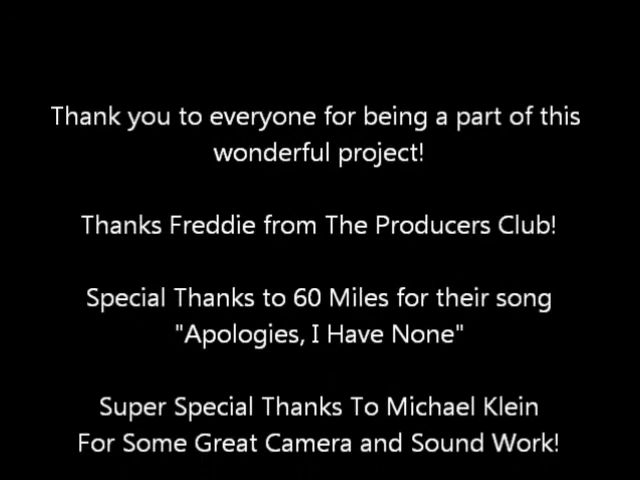 Thank you to everyone for being a part of this
wonderful project!
Thanks Freddie from The Producers Club!
Special Thanks to 60 Miles for their song
"Apologies, I Have None"
Super Special Thanks To Michael Klein
For Some Great Camera and Sound Work!